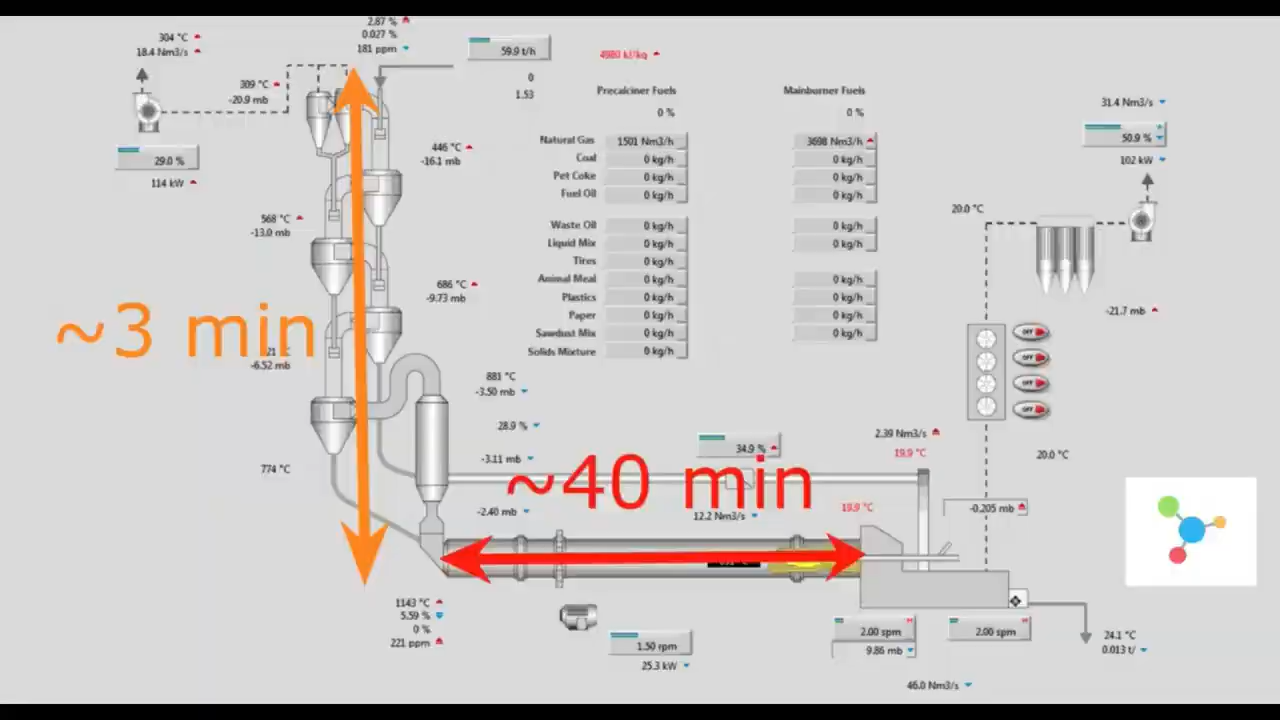 2.87 %
304 °C
0.027 %
18.4 Nm3/s
181 ppm
59.9 t/h
309 °C
0
-20.9 mb
1.53
Precalciner Fuels
Mainburner Fuels
31.4 Nm3/s
0 %
0 %
50.9 %
Natural Gas 1501 Nm3/h 3698 Nm3/h
446 °C
-16.1 mb
29.0 %
Coal 0 kg/h 0 kg/h
102 kW
114 kW
Pet Coke 0 kg/h 0 kg/h
Fuel Oil 0 kg/h 0 kg/h
568 °C
20.0 °C
-13.0 mb
Waste Oil 0 kg/h 0 kg/h
Liquid Mix 0 kg/h 0 kg/h
Tires 0 kg/h
Animal Meal 0 kg/h 0 kg/h
686 °C
-9.73 mb
Plastics 0 kg/h 0 kg/h
-21.7 mb
Paper 0 kg/h 0 kg/h
~3 min
Sawdust Mix 0 kg/h 0 kg/h
OFF
Solids Mixture 0 kg/h
OFF
-6.52 mb
881 °C
OFF
-3.50 mb
OFF
28.9 %
2.39 Nm3/s
34.9 %
19.9 °C
20.0 °C
-3.11 mb
774 °C
~40 min
-2.40 mb
12.2 Nm3/s
19.9 °C
-0.205 mb
1143 °C
5.59 %
0 %
221 ppm
1.50 rpm
2.00 spm
2.00 spm
24.1 °C
25.3 kW
9.86 mb
0.013 t/
46.0 Nm3/s